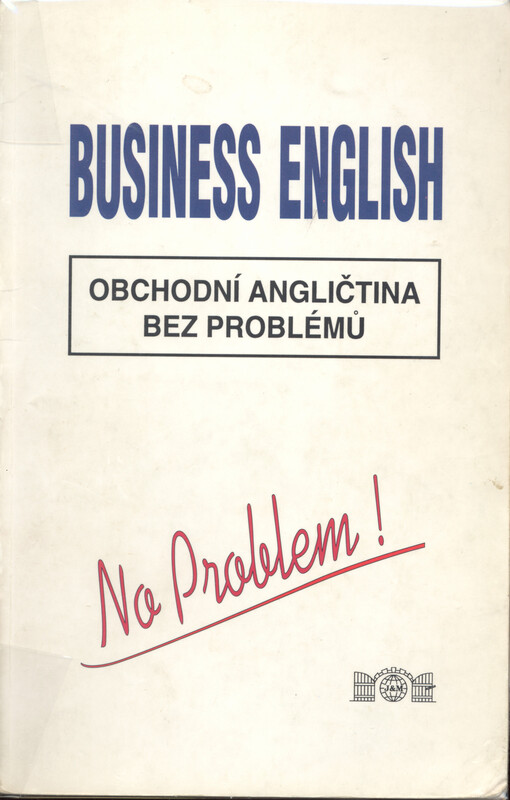 BUSINESS ENGLISH
OBCHODNÍ ANGLIČTINA
BEZ PROBLÉMŮ
No Problem!
J&M